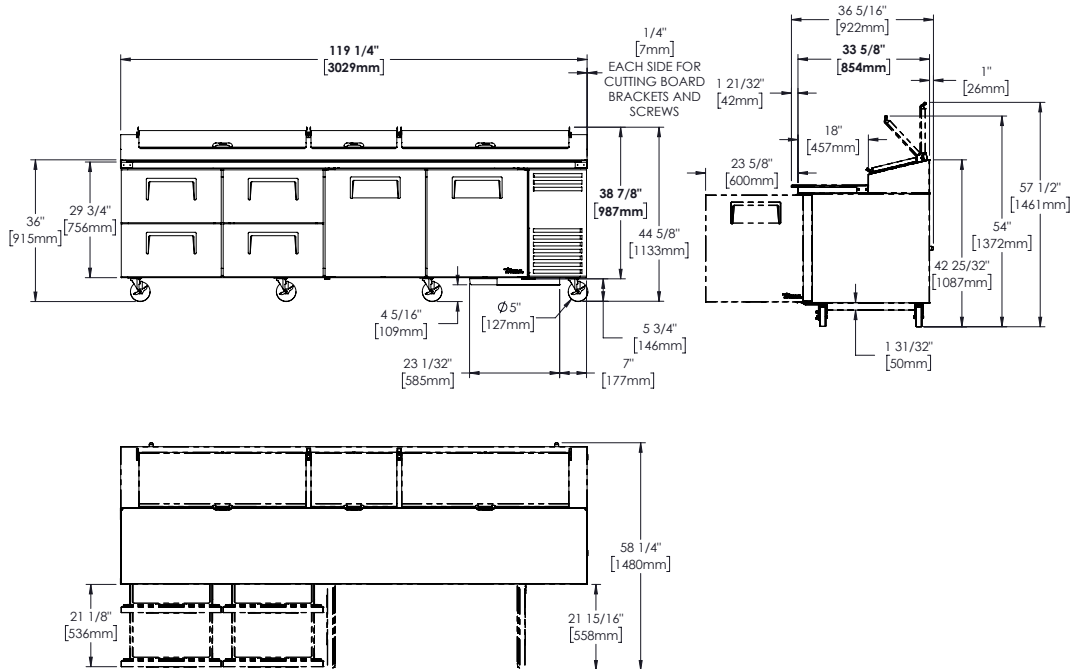 119 1/4"
[3029mm]
1/4"
[7mm]
EACH SIDE FOR
CUTTING BOARD
BRACKETS AND
SCREWS
36"
[915mm]
29 3/4"
[756mm]
38 7/8"
[987mm]
44 5/8"
[1133mm]
True
4 5/16"
[109mm]
Ø 5"
[127mm]
5 3/4"
[146mm]
23 1/32"
[585mm]
7"
[177mm]
36 5/16"
[922mm]
33 5/8"
[854mm]
1 21/32"
[42mm]
1"
[26mm]
18"
[457mm]
23 5/8"
[600mm]
57 1/2"
[1461mm]
54"
[1372mm]
42 25/32"
[1087mm]
1 31/32"
[50mm]
58 1/4"
[1480mm]
21 1/8"
[536mm]
21 15/16"
[558mm]